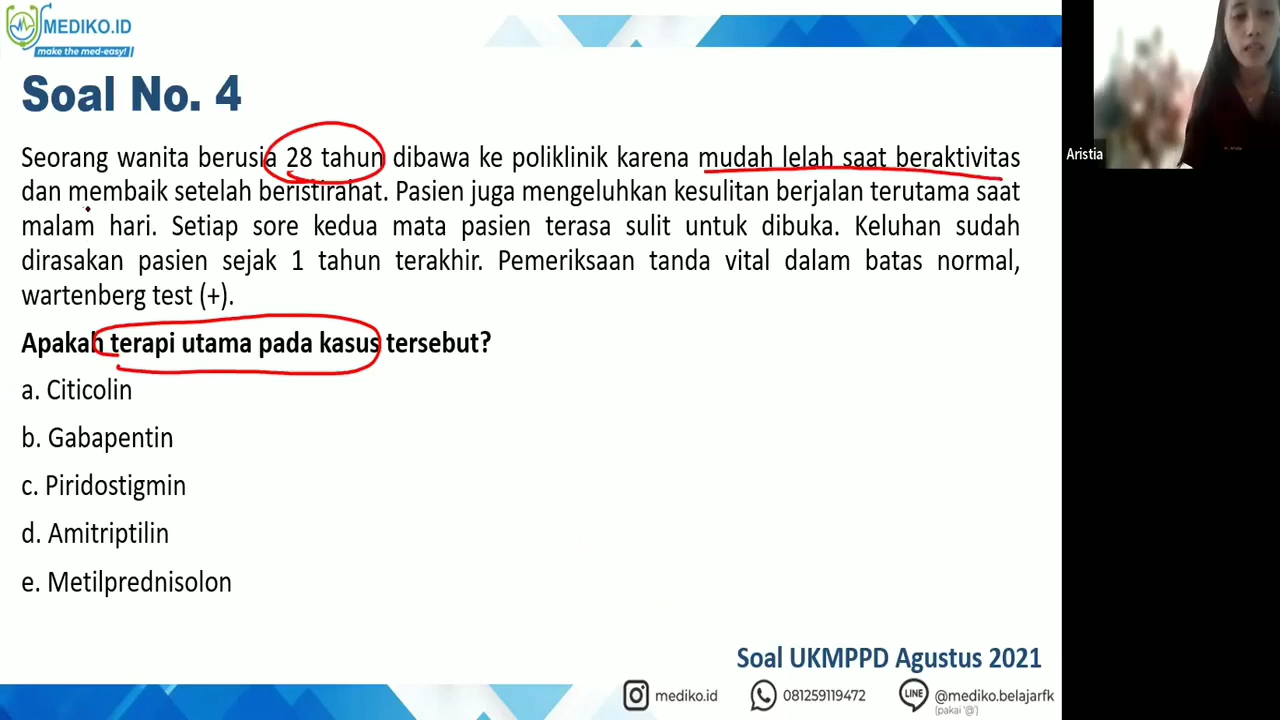 MEDIKO.ID
make the med-easy!
Soal No. 4
Seorang wanita berusia 28 tahun dibawa ke poliklinik karena mudah lelah saat beraktivitas
dan membaik setelah beristirahat. Pasien juga mengeluhkan kesulitan berjalan terutama saat
malam hari. Setiap sore kedua mata pasien terasa sulit untuk dibuka. Keluhan sudah
dirasakan pasien sejak 1 tahun terakhir. Pemeriksaan tanda vital dalam batas normal,
wartenberg test (+).
Apakah terapi utama pada kasus tersebut?
a. Citicolin
b. Gabapentin
c. Piridostigmin
d. Amitriptilin
e. Metilprednisolon
Soal UKMPPD Agustus 2021
mediko.id
081259119472
LINE
@mediko.belajarfk
(pakai '@')
Aristia